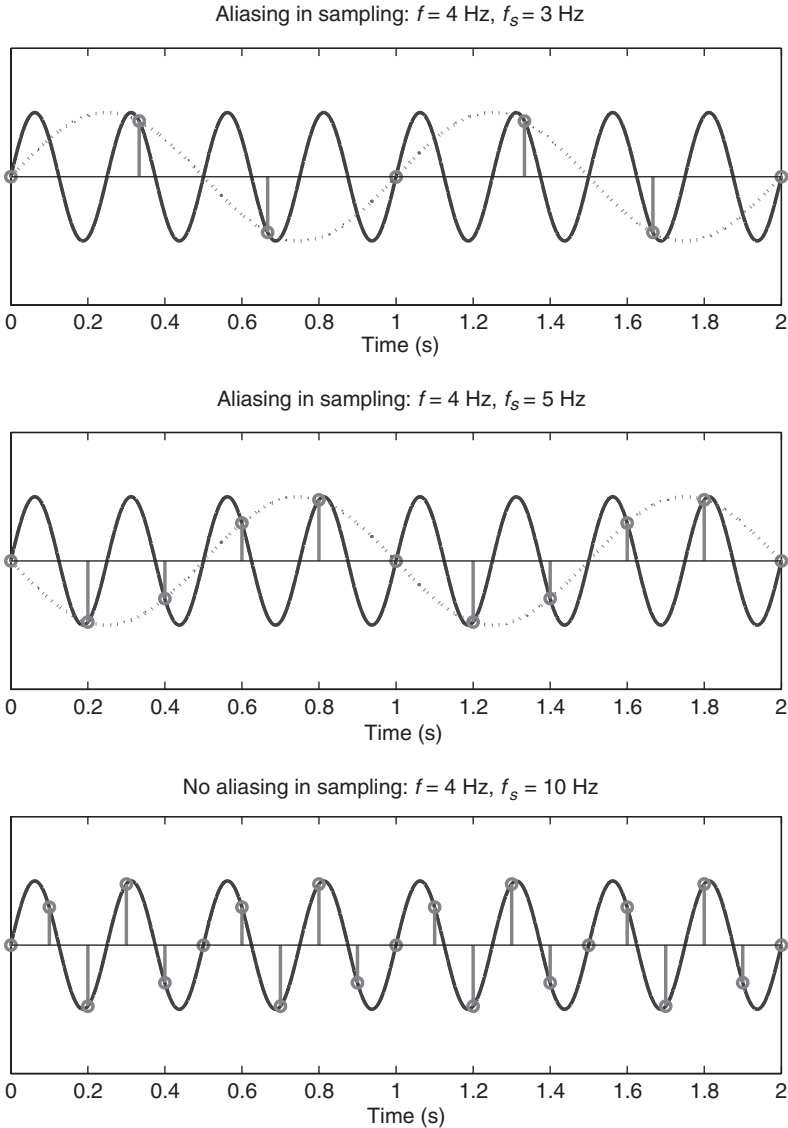 Aliasing in sampling: f = 4 Hz, fs = 3 Hz
0 0.2 0.4 0.6 0.8 1 1.2 1.4 1.6 1.8 2
Time (s)
Aliasing in sampling: f = 4 Hz, fs = 5 Hz
0 0.2 0.4 0.6 0.8 1 1.2 1.4 1.6 1.8 2
Time (s)
No aliasing in sampling: f = 4 Hz, fs = 10 Hz
0 0.2 0.4 0.6 0.8 1 1.2 1.4 1.6 1.8 2
Time (s)